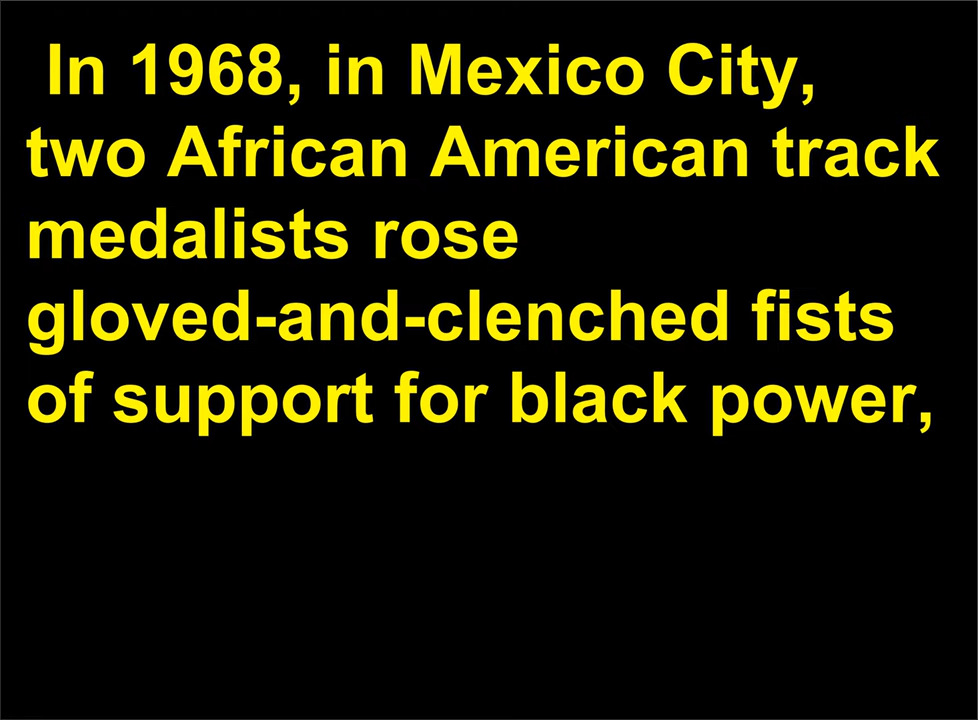 In 1968, in Mexico City,
two African American track
medalists rose
gloved-and-clenched fists
of support for black power,